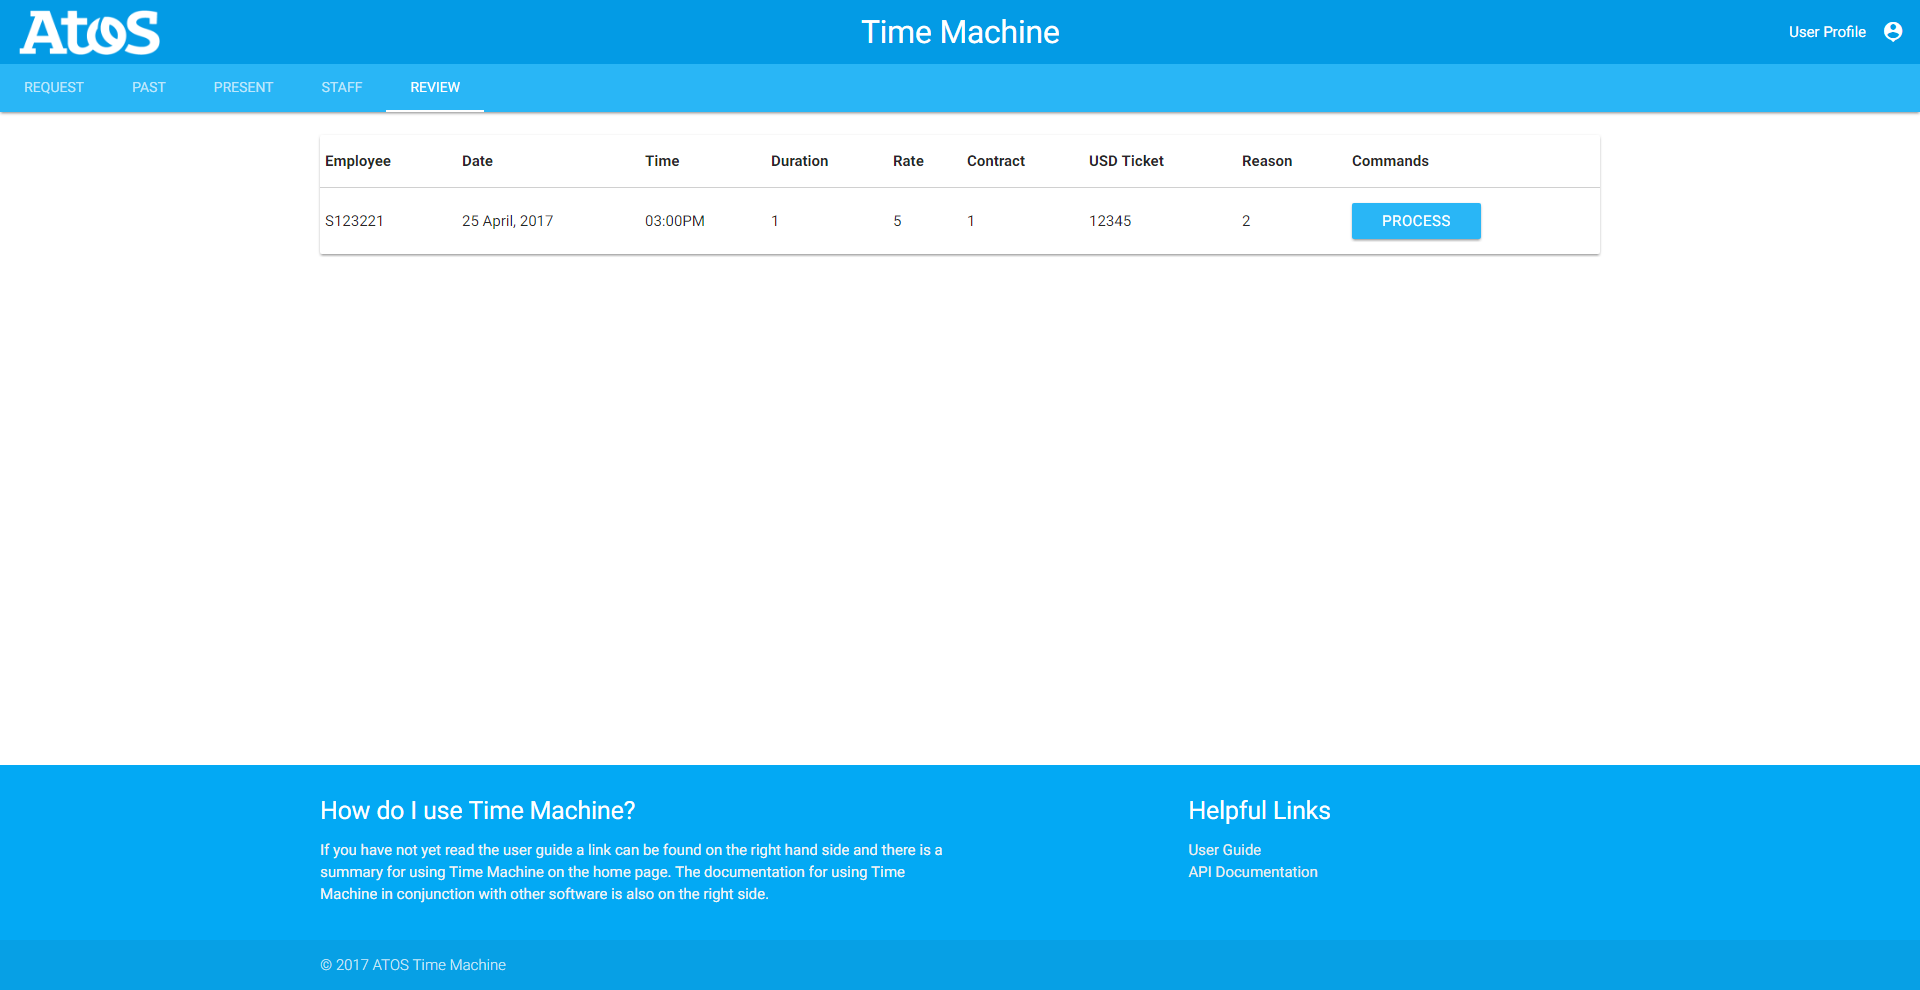 Atos
Time Machine
User Profile
REQUEST PAST PRESENT STAFF REVIEW
Employee Date Time Duration Rate Contract USD Ticket Reason Commands
S123221 25 April, 2017 03:00PM 1 5 1 12345 2 PROCESS
How do I use Time Machine?
If you have not yet read the user guide a link can be found on the right hand side and there is a
summary for using Time Machine on the home page. The documentation for using Time
Machine in conjunction with other software is also on the right side.
Helpful Links
User Guide
API Documentation
© 2017 ATOS Time Machine